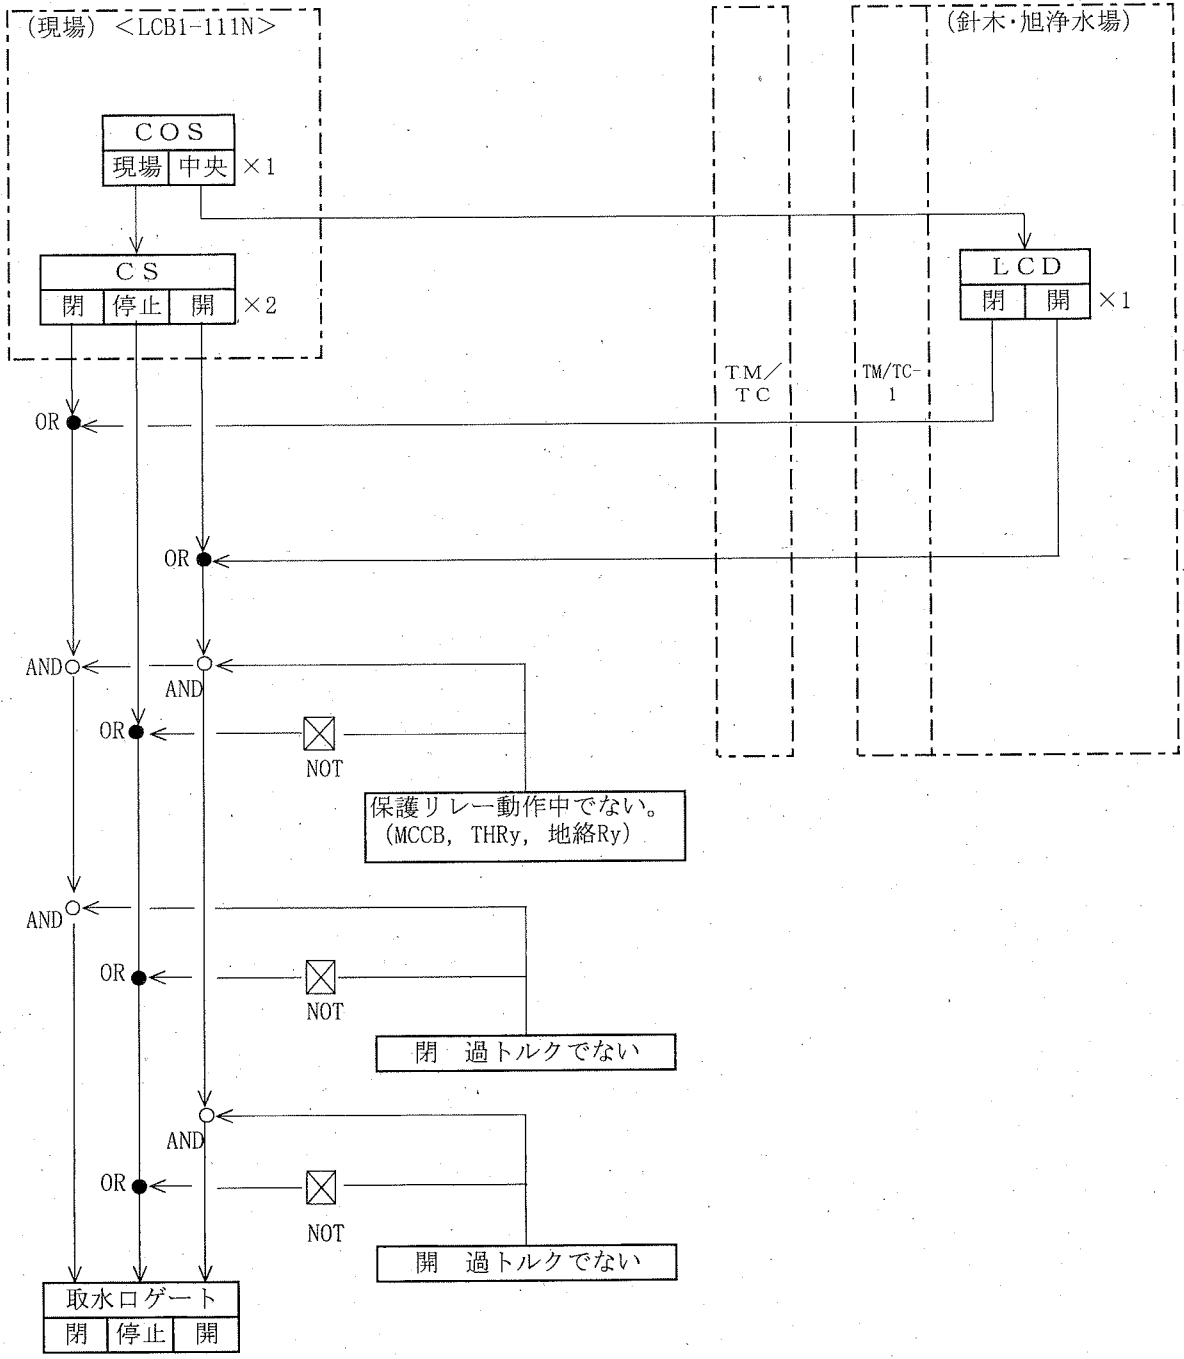 (現場) <LCB1-111N>
(針木・旭浄水場)
COS
現場 中央 ×1
CS
閉 停止 開 ×2
LCD
閉 開 ×1
TM/
TC
TM/TC-
1
OR
OR
AND
AND
OR
NOT
保護リレー動作中でない。
(MCCB, THRy, 地絡Ry)
AND
OR
NOT
閉 過トルクでない
AND
OR
NOT
開 過トルクでない
取水口ゲート
閉 停止 開